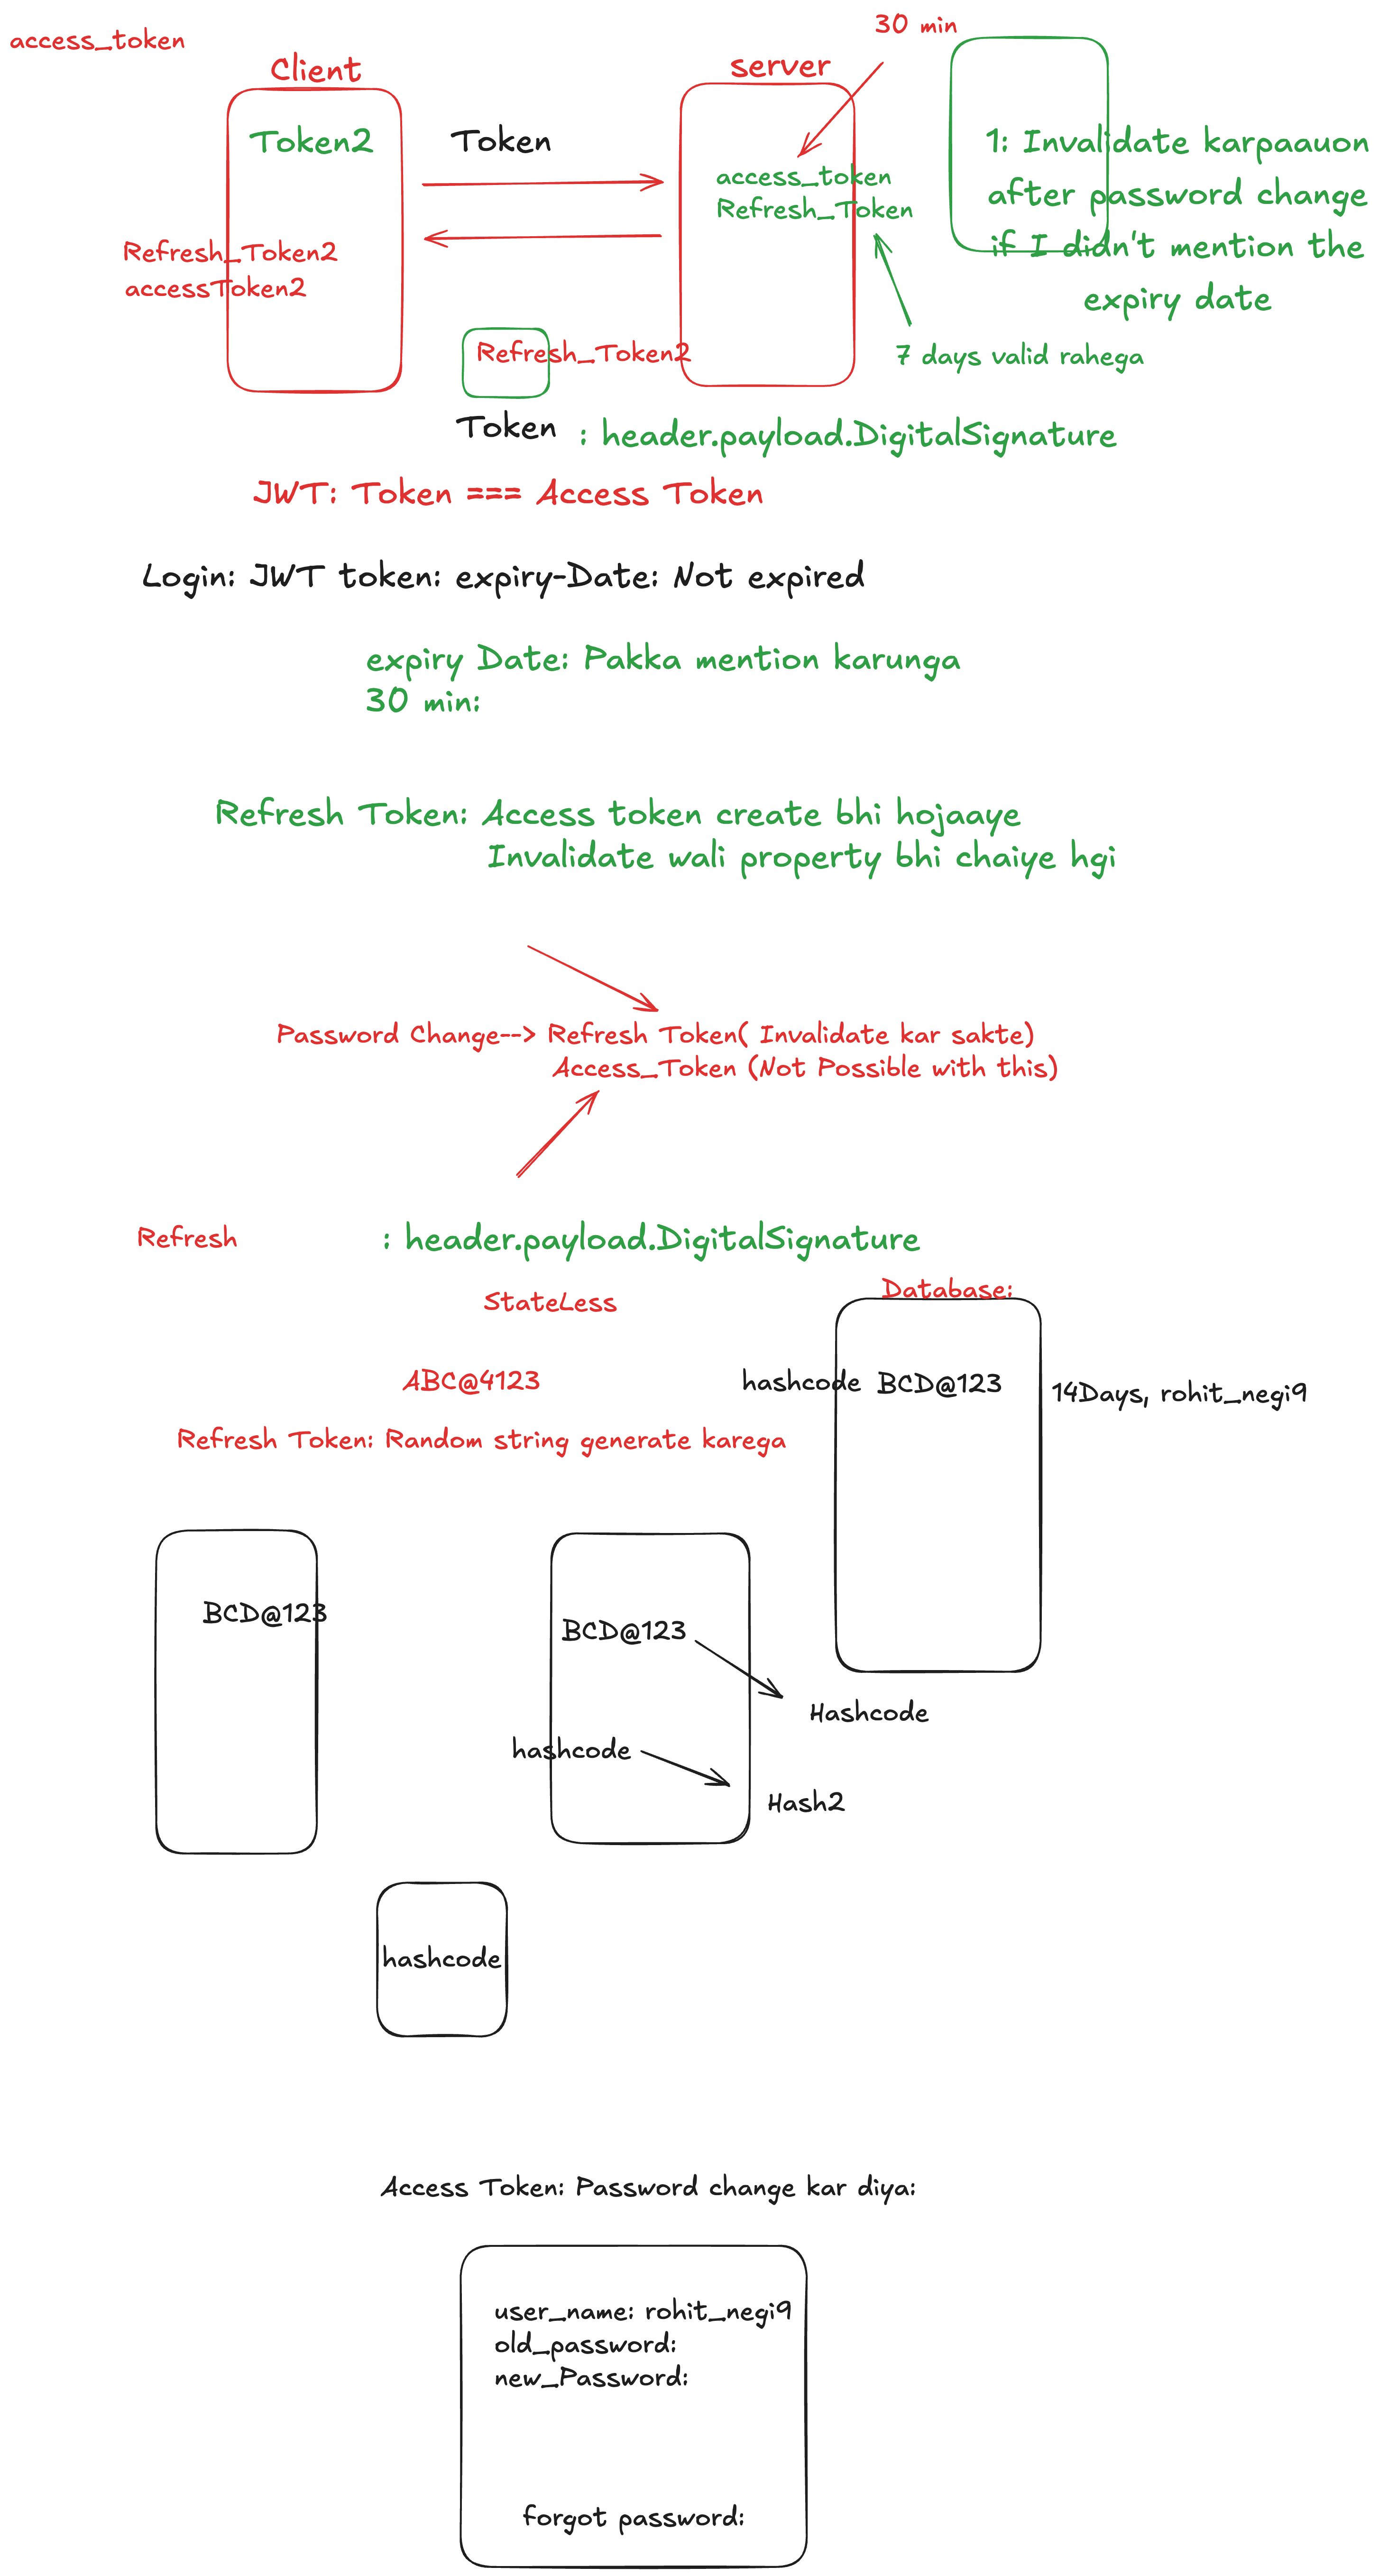 access_token
30 min
Client
server
Token2
Token
1: Invalidate karpaauon
after password change
if I didn't mention the
expiry date
access_token
Refresh_Token
Refresh_Token2
accessToken2
Refresh_Token2
7 days valid rahega
Token : header.payload.DigitalSignature
JWT: Token === Access Token
Login: JWT token: expiry-Date: Not expired
expiry Date: Pakka mention karunga
30 min:
Refresh Token: Access token create bhi hojaaye
Invalidate wali property bhi chaiye hgi
Password Change--> Refresh Token( Invalidate kar sakte)
Access_Token (Not Possible with this)
Refresh : header.payload.DigitalSignature
StateLess
Database:
ABC@4123
hashcode BCD@123 14Days, rohit_negi9
Refresh Token: Random string generate karega
BCD@123
BCD@123
Hashcode
hashcode
Hash2
hashcode
Access Token: Password change kar diya:
user_name: rohit_negi9
old_password:
new_Password:
forgot password: